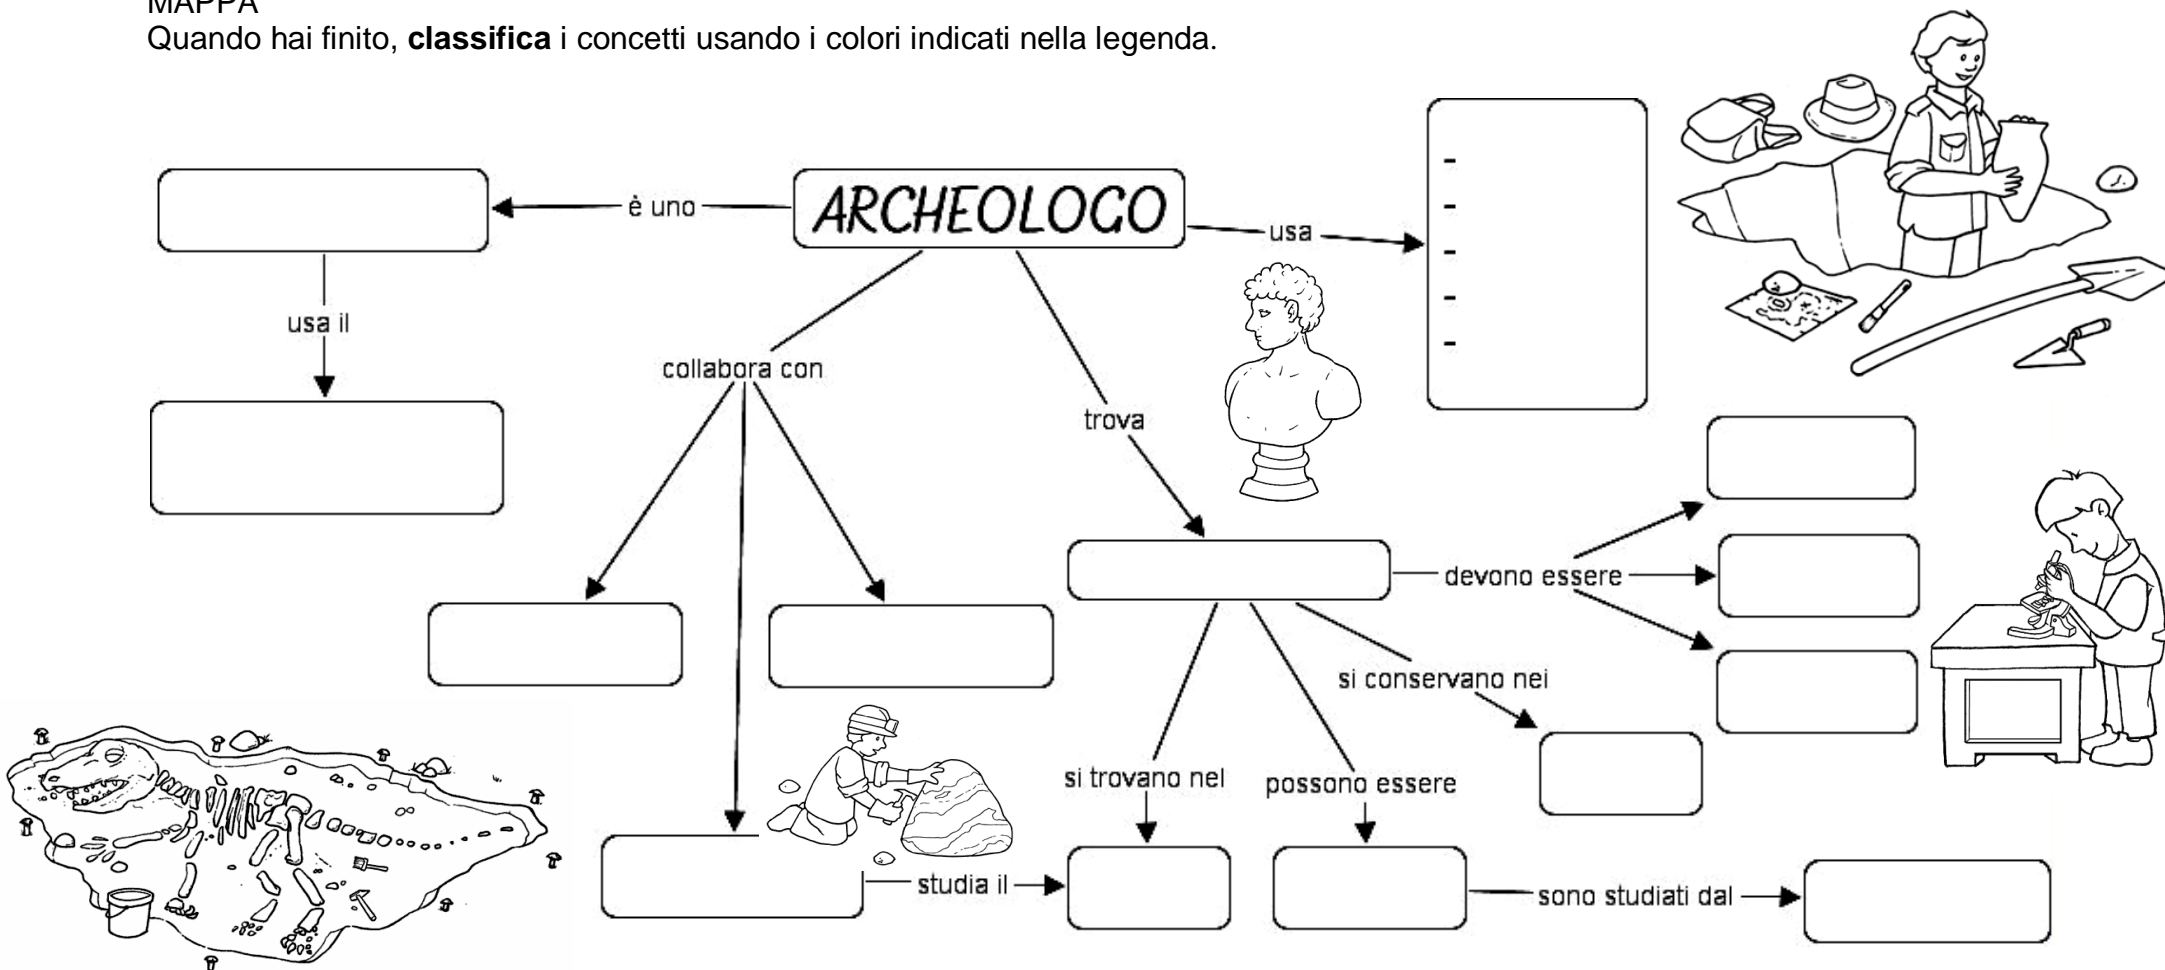 MAPPA
Quando hai finito, classifica i concetti usando i colori indicati nella legenda.
è uno
ARCHEOLOGO
usa
-
-
-
-
-
usa il
collabora con
trova
devono essere
si conservano nei
si trovano nel
possono essere
studia il
sono studiati dal